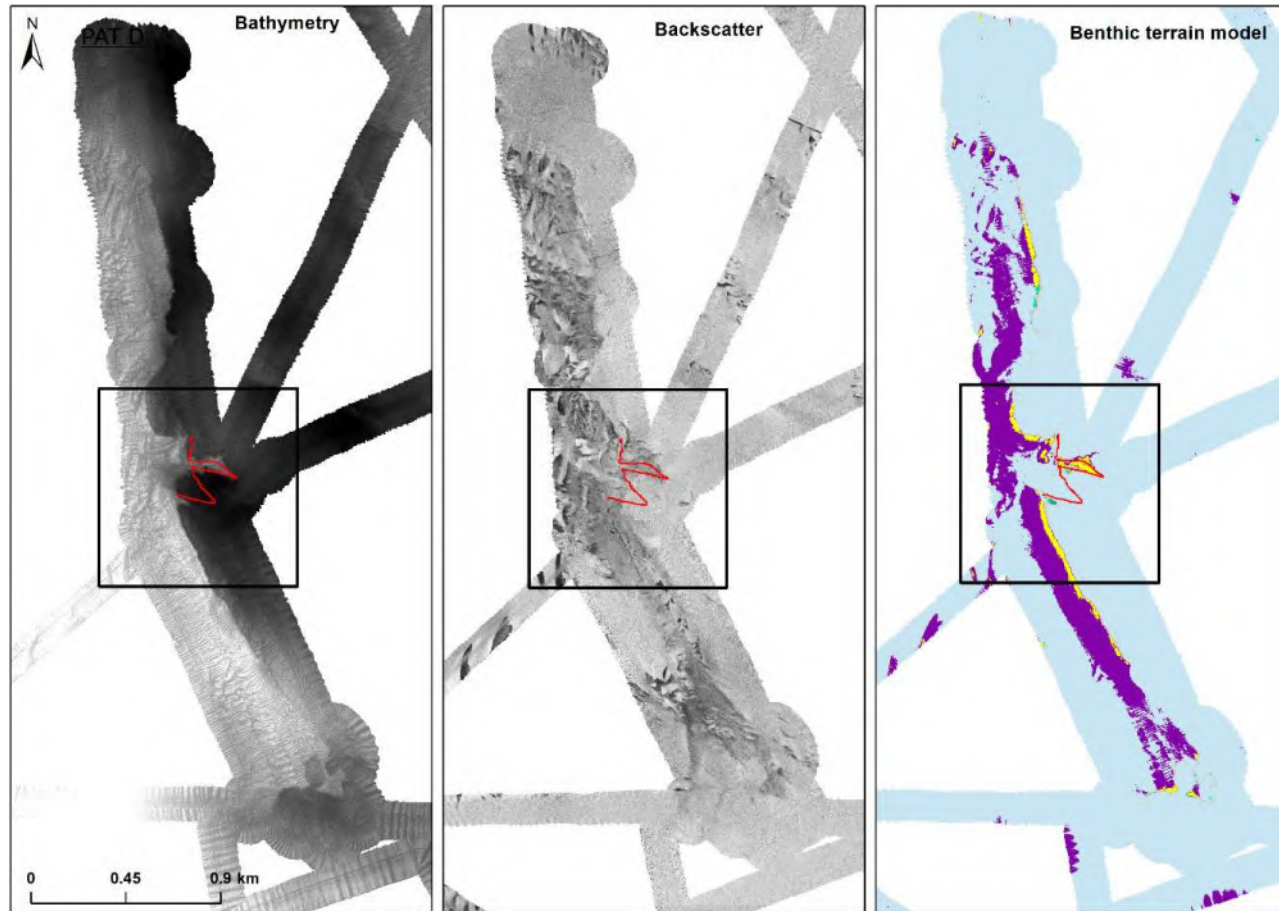 N
PAT D.
Bathymetry
Backscatter
Benthic terrain model
0 0.45 0.9 km